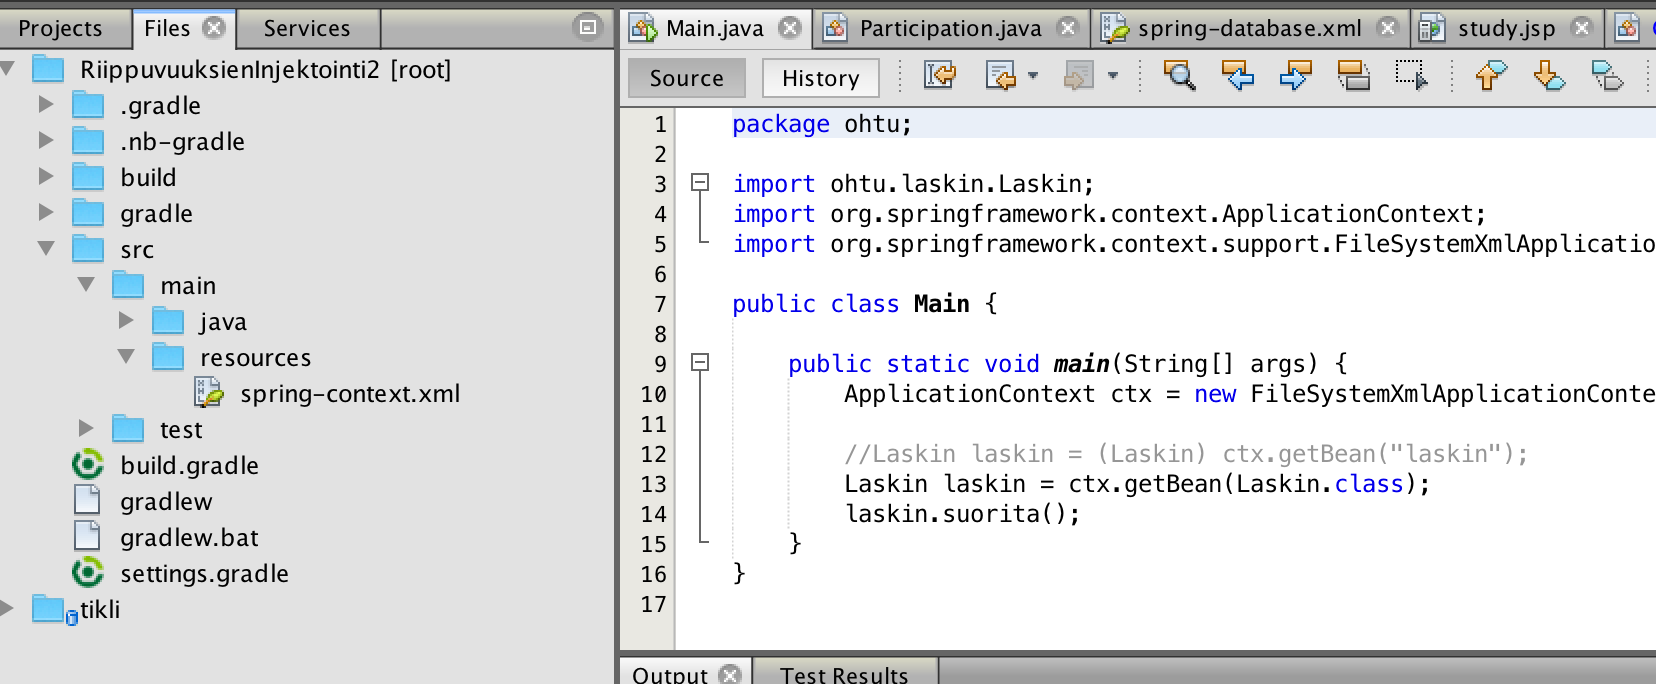 Projects Files Services
RiippuvuuksienInjektointi2 [root]
.gradle
.nb-gradle
build
gradle
src
main
java
resources
spring-context.xml
test
build.gradle
gradlew
gradlew.bat
settings.gradle
tikli
Main.java Participation.java spring-database.xml study.jsp
Source History
1 package ohtu;
2
3 import ohtu.laskin.Laskin;
4 import org.springframework.context.ApplicationContext;
5 import org.springframework.context.support.FileSystemXmlApplicatio
6
7 public class Main {
8
9 public static void main(String[] args) {
10 ApplicationContext ctx = new FileSystemXmlApplicationConte
11
12 //Laskin laskin = (Laskin) ctx.getBean("laskin");
13 Laskin laskin = ctx.getBean(Laskin.class);
14 laskin.suorita();
15 }
16 }
17
Output Test Results